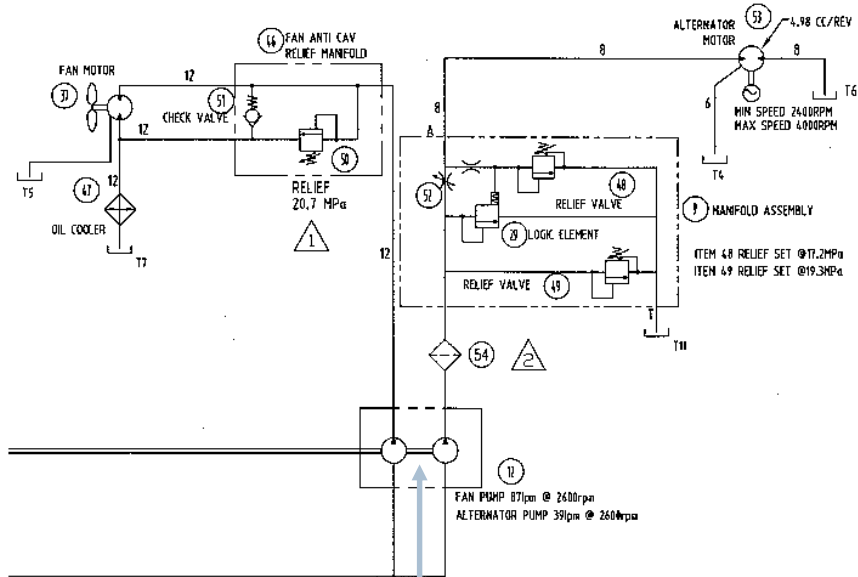 46
FAN ANTI CAV
RELIEF MANIFOLD
53
4.98 CC/REV
ALTERNATOR
MOTOR
8
8
FAN MOTOR
12
37
51
CHECK VALVE
12
50
8
6
T6
MIN SPEED 2400RPM
MAX SPEED 4000RPM
A
T5
47
12
RELIEF
20,7 MPa
1
T4
52
48
RELIEF VALVE
9
MANIFOLD ASSEMBLY
OIL COOLER
29
LOGIC ELEMENT
12
T7
ITEM 48 RELIEF SET @17.2MPa
ITEM 49 RELIEF SET @19.3MPa
RELIEF VALVE
49
T
54
2
12
FAN PUMP 87lpm @ 2600rpm
ALTERNATOR PUMP 39lpm @ 2600rpm